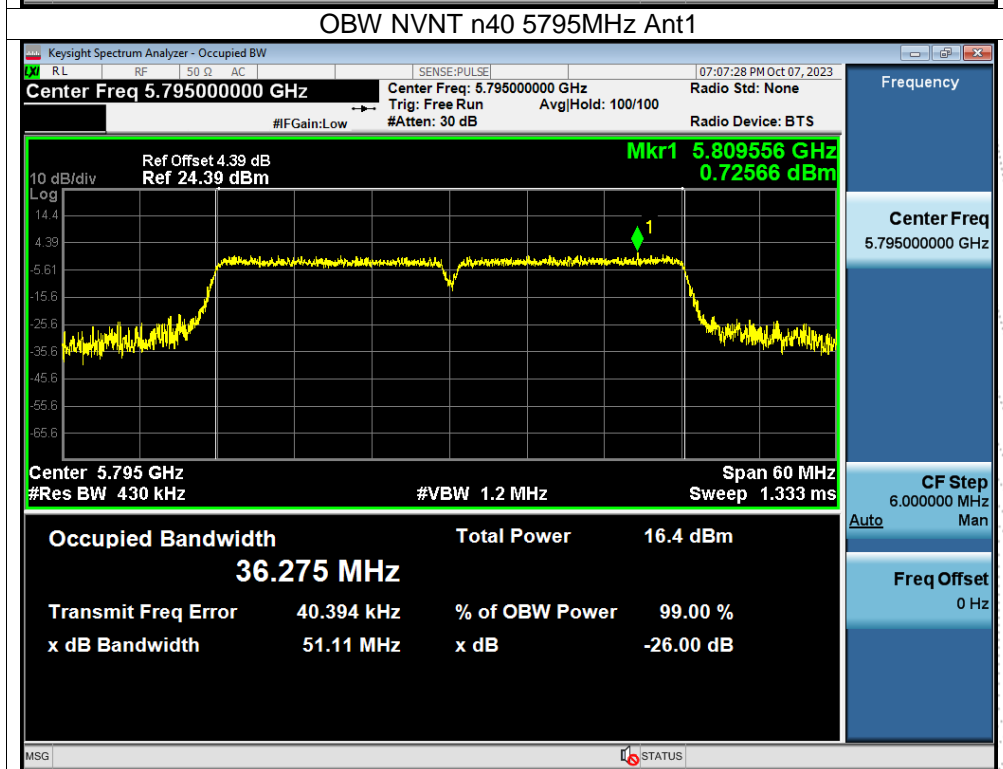 OBW NVNT n40 5795MHz Ant1
Keysight Spectrum Analyzer - Occupied BW
LXI RL RF 50 Ω AC SENSE:PULSE 07:07:28 PM Oct 07, 2023
Center Freq 5.795000000 GHz
Center Freq: 5.795000000 GHz Radio Std: None
Trig: Free Run Avg|Hold: 100/100
#IFGain:Low #Atten: 30 dB Radio Device: BTS
Frequency
Mkr1 5.809556 GHz
0.72566 dBm
Ref Offset 4.39 dB
10 dB/div Ref 24.39 dBm
Log
14.4
4.39
-5.61
-15.6
-25.6
-35.6
-45.6
-55.6
-65.6
1
Center 5.795 GHz Span 60 MHz
#Res BW 430 kHz #VBW 1.2 MHz Sweep 1.333 ms
Center Freq
5.795000000 GHz
CF Step
6.000000 MHz
Auto Man
Freq Offset
0 Hz
Occupied Bandwidth Total Power 16.4 dBm
36.275 MHz
Transmit Freq Error 40.394 kHz % of OBW Power 99.00 %
x dB Bandwidth 51.11 MHz x dB -26.00 dB
MSG STATUS